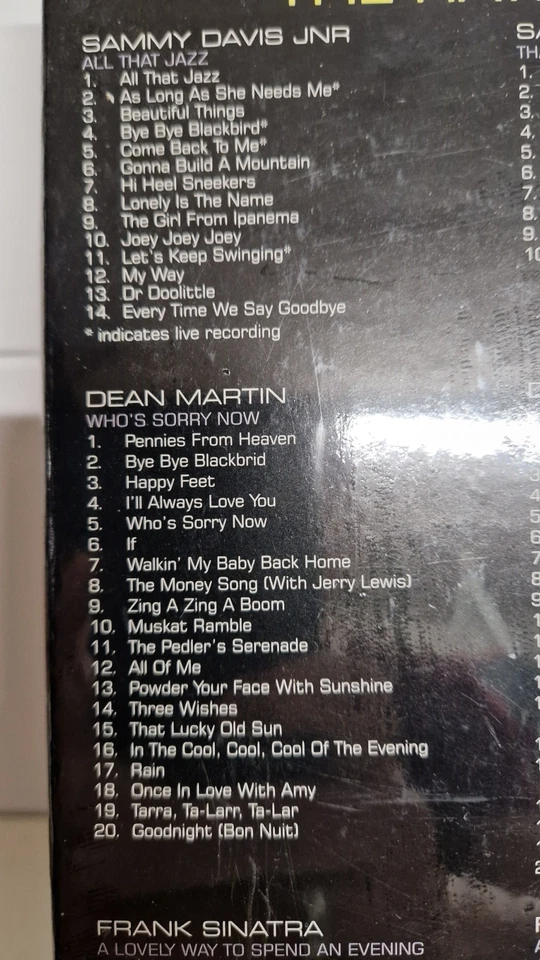 SAMMY DAVIS JNR
ALL THAT JAZZ
1. All That Jazz
2. As Long As She Needs Me*
3. Beautiful Things
4. Bye Bye Blackbird*
5. Come Back To Me*
6. Gonna Build A Mountain
7. Hi Heel Sneekers
8. Lonely Is The Name
9. The Girl From Ipanema
10. Joey Joey Joey
11. Let's Keep Swinging*
12. My Way
13. Dr Doolittle
14. Every Time We Say Goodbye
* indicates live recording
DEAN MARTIN
WHO'S SORRY NOW
1. Pennies From Heaven
2. Bye Bye Blackbrid
3. Happy Feet
4. I'll Always Love You
5. Who's Sorry Now
6. If
7. Walkin' My Baby Back Home
8. The Money Song (With Jerry Lewis)
9. Zing A Zing A Boom
10. Muskat Ramble
11. The Pedler's Serenade
12. All Of Me
13. Powder Your Face With Sunshine
14. Three Wishes
15. That Lucky Old Sun
16. In The Cool, Cool, Cool Of The Evening
17. Rain
18. Once In Love With Amy
19. Tarra, Ta-Larr, Ta-Lar
20. Goodnight (Bon Nuit)
FRANK SINATRA
A LOVELY WAY TO SPEND AN EVENING